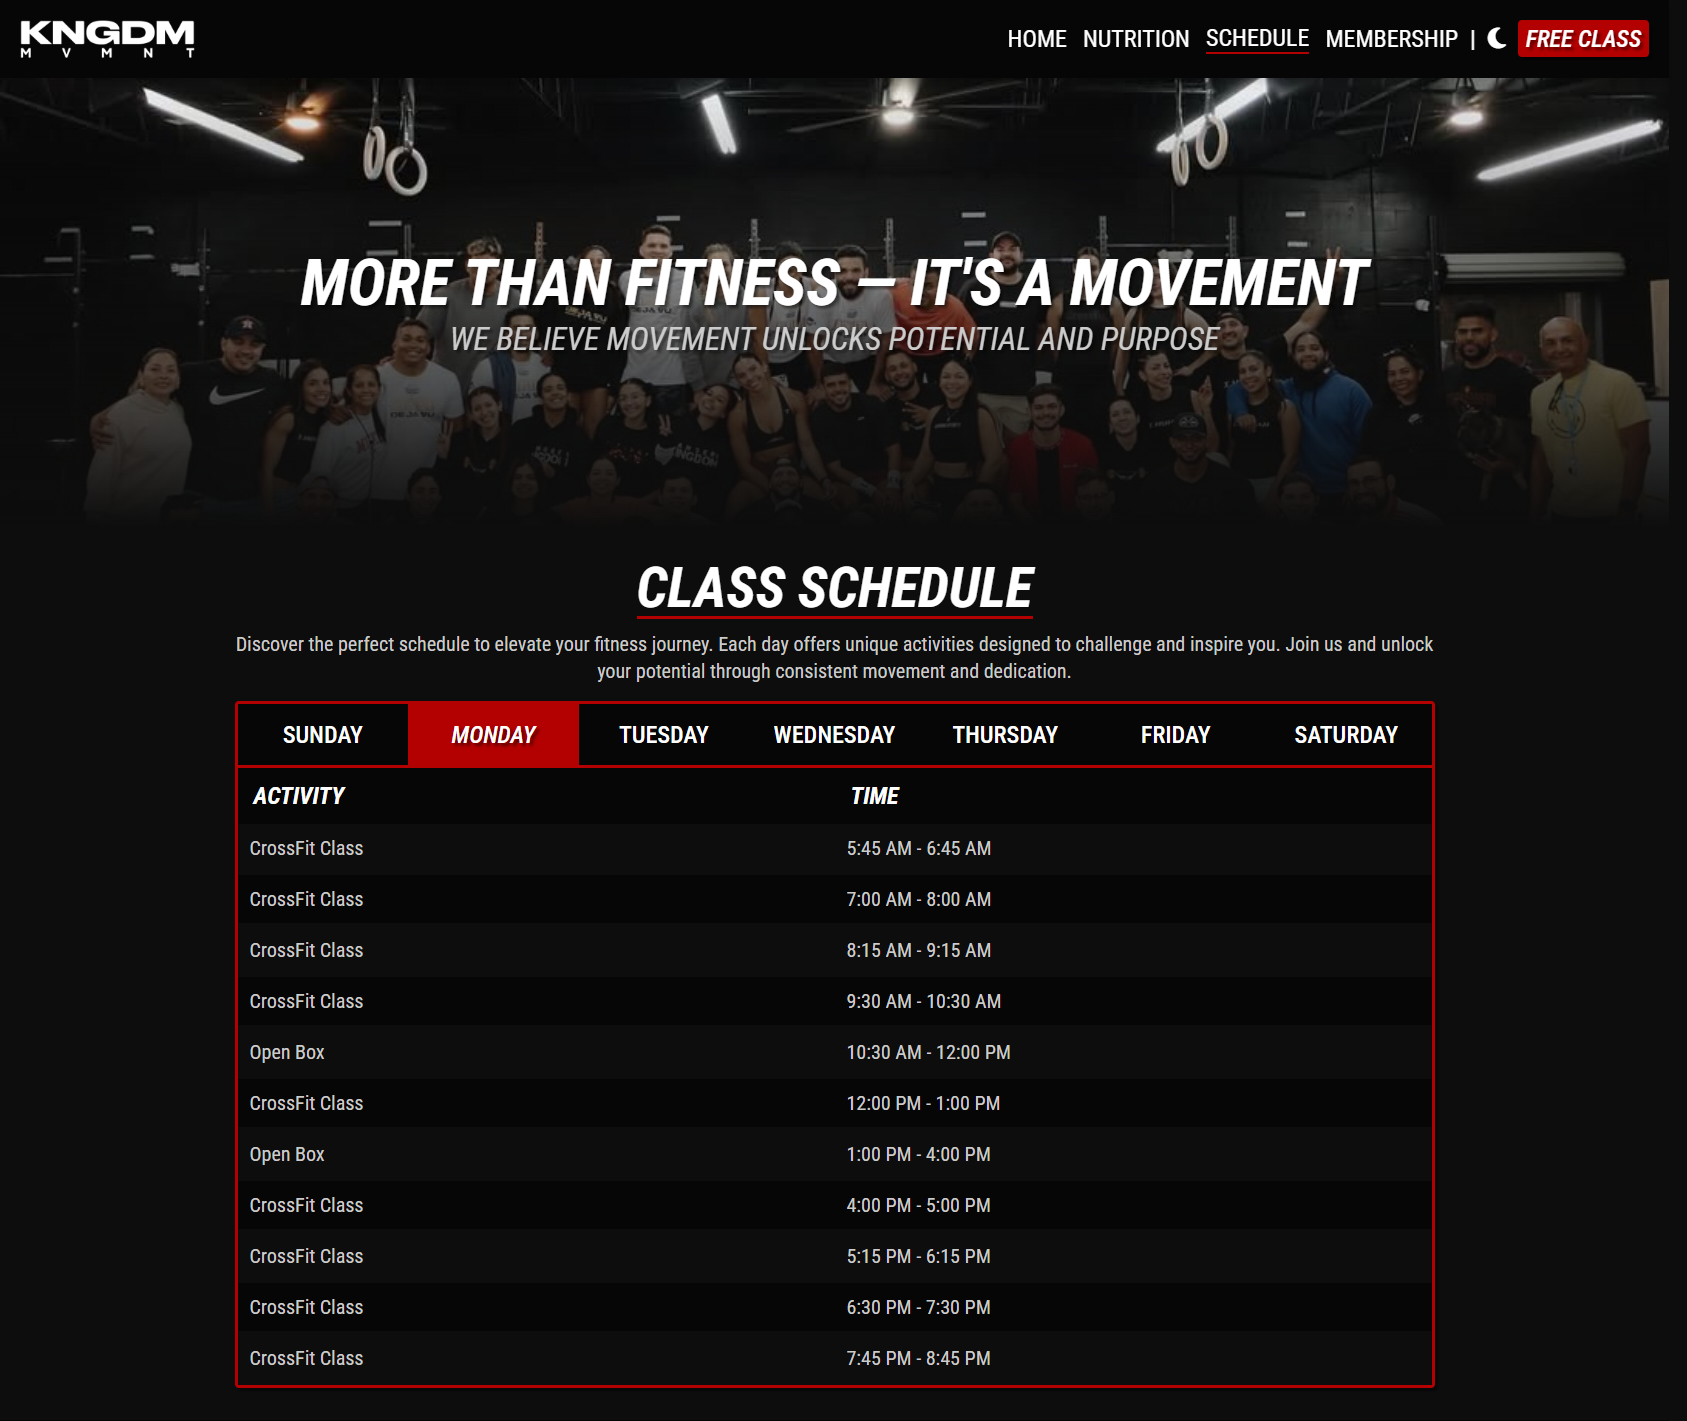 KNGDM
MVMNT
HOME NUTRITION SCHEDULE MEMBERSHIP | FREE CLASS
MORE THAN FITNESS — IT'S A MOVEMENT
WE BELIEVE MOVEMENT UNLOCKS POTENTIAL AND PURPOSE
CLASS SCHEDULE
Discover the perfect schedule to elevate your fitness journey. Each day offers unique activities designed to challenge and inspire you. Join us and unlock
your potential through consistent movement and dedication.
SUNDAY MONDAY TUESDAY WEDNESDAY THURSDAY FRIDAY SATURDAY
ACTIVITY TIME
CrossFit Class 5:45 AM - 6:45 AM
CrossFit Class 7:00 AM - 8:00 AM
CrossFit Class 8:15 AM - 9:15 AM
CrossFit Class 9:30 AM - 10:30 AM
Open Box 10:30 AM - 12:00 PM
CrossFit Class 12:00 PM - 1:00 PM
Open Box 1:00 PM - 4:00 PM
CrossFit Class 4:00 PM - 5:00 PM
CrossFit Class 5:15 PM - 6:15 PM
CrossFit Class 6:30 PM - 7:30 PM
CrossFit Class 7:45 PM - 8:45 PM